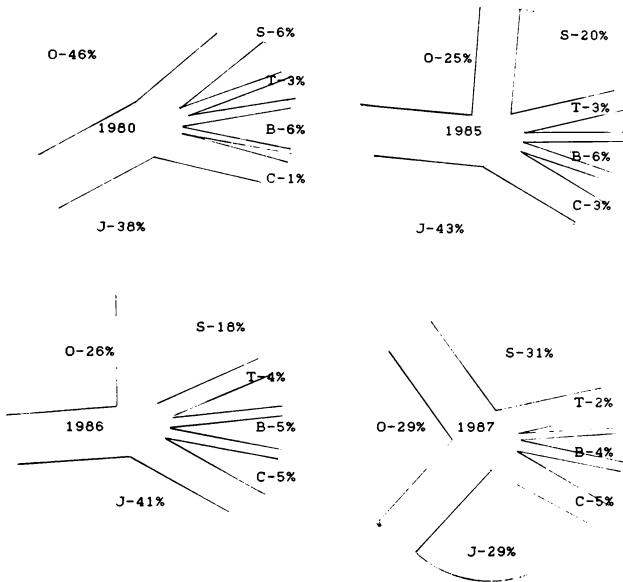 S-6%
O-46%
T-3%
1980
B-6%
C-1%
J-38%
S-20%
O-25%
T-3%
1985
B-6%
C-3%
J-43%
S-18%
O-26%
T-4%
1986
B-5%
C-5%
J-41%
S-31%
T-2%
O-29%
1987
B-4%
C-5%
J-29%